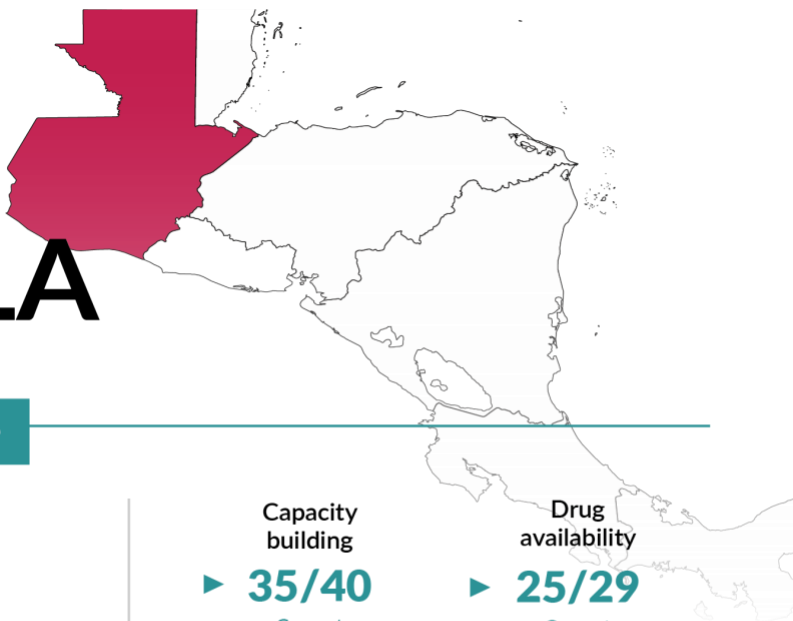 LA
Capacity
building
Drug
availability
► 35/40
► 25/29